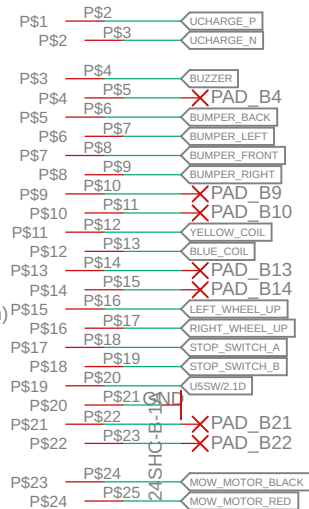 P$1 P$2 UCHARGE_P
P$2 P$3 UCHARGE_N
P$3 P$4 BUZZER
P$4 P$5 PAD_B4
P$5 P$6 BUMPER_BACK
P$6 P$7 BUMPER_LEFT
P$7 P$8 BUMPER_FRONT
P$8 P$9 BUMPER_RIGHT
P$9 P$10 PAD_B9
P$10 P$11 PAD_B10
P$11 P$12 YELLOW_COIL
P$12 P$13 BLUE_COIL
P$13 P$14 PAD_B13
P$14 P$15 PAD_B14
) P$15 P$16 LEFT_WHEEL_UP
P$16 P$17 RIGHT_WHEEL_UP
P$17 P$18 STOP_SWITCH_A
P$18 P$19 STOP_SWITCH_B
P$19 P$20 U5SW/2.1D
P$20 P$21 GND
P$21 P$22 PAD_B21
P$22 P$23 PAD_B22
P$23 P$24 MOW_MOTOR_BLACK
P$24 P$25 MOW_MOTOR_RED